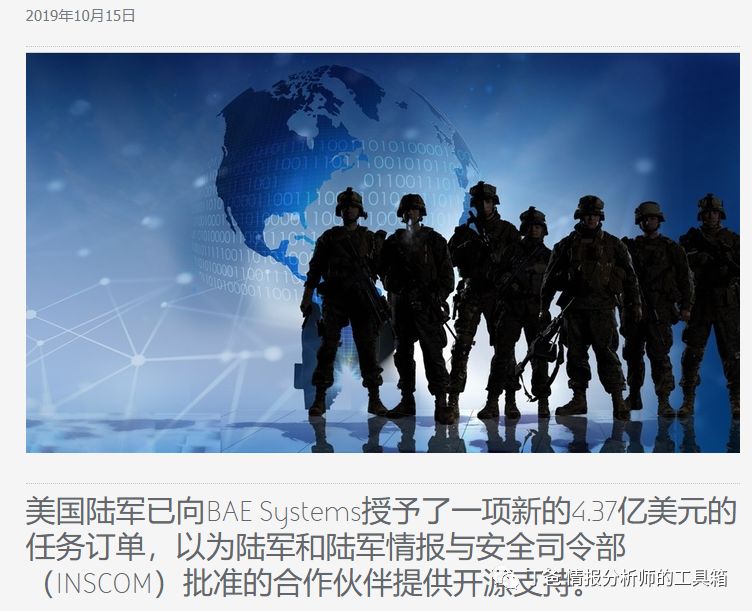 2019年10月15日
美国陆军已向BAE Systems授予了一项新的4.37亿美元的
任务订单，以为陆军和陆军情报与安全司令部
（INSCOM）批准的合作伙伴提供开源支持。
丁爸 情报分析师的工具箱